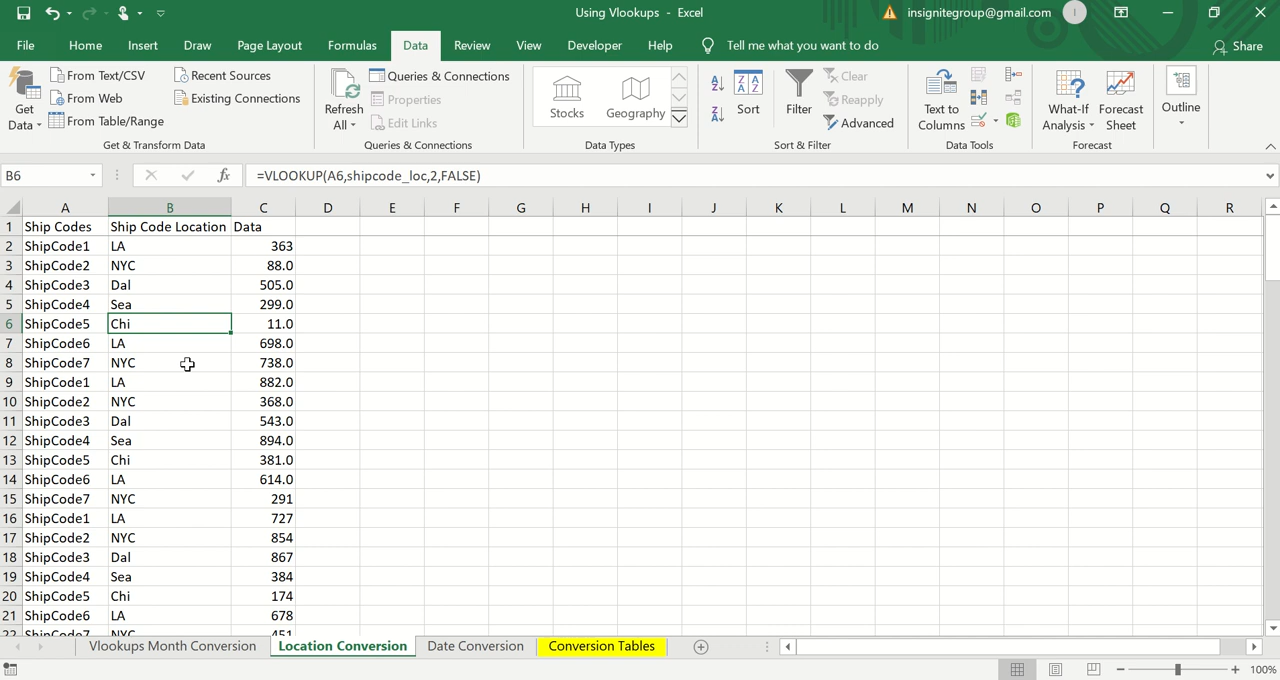 Using Vlookups - Excel
insignitegroup@gmail.com
I
File Home Insert Draw Page Layout Formulas Data Review View Developer Help Tell me what you want to do Share
Get Data
From Text/CSV
From Web
From Table/Range
Recent Sources
Existing Connections
Get & Transform Data
Refresh All
Queries & Connections
Properties
Edit Links
Queries & Connections
Stocks
Geography
Data Types
Sort
Filter
Clear
Reapply
Advanced
Sort & Filter
Text to Columns
Data Tools
What-If Analysis
Forecast Sheet
Forecast
Outline
B6 fx =VLOOKUP(A6,shipcode_loc,2,FALSE)
A B C D E F G H I J K L M N O P Q R
1 Ship Codes Ship Code Location Data
2 ShipCode1 LA 363
3 ShipCode2 NYC 88.0
4 ShipCode3 Dal 505.0
5 ShipCode4 Sea 299.0
6 ShipCode5 Chi 11.0
7 ShipCode6 LA 698.0
8 ShipCode7 NYC 738.0
9 ShipCode1 LA 882.0
10 ShipCode2 NYC 368.0
11 ShipCode3 Dal 543.0
12 ShipCode4 Sea 894.0
13 ShipCode5 Chi 381.0
14 ShipCode6 LA 614.0
15 ShipCode7 NYC 291
16 ShipCode1 LA 727
17 ShipCode2 NYC 854
18 ShipCode3 Dal 867
19 ShipCode4 Sea 384
20 ShipCode5 Chi 174
21 ShipCode6 LA 678
22 ShipCode7 NYC 451
Vlookups Month Conversion Location Conversion Date Conversion Conversion Tables
100%